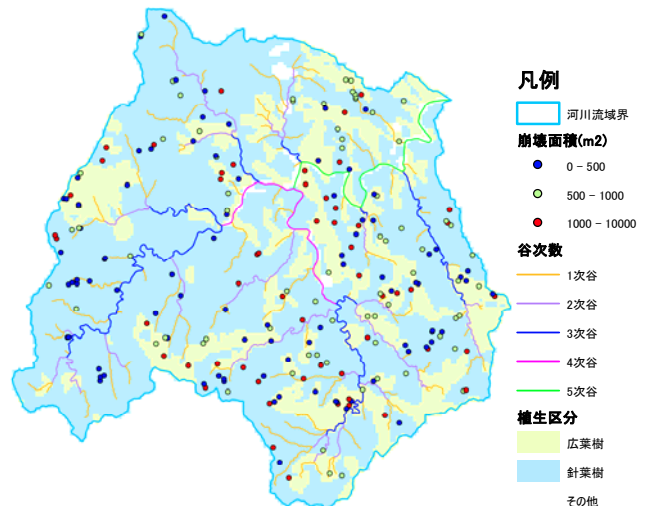 凡例
河川流域界
崩壊面積(m2)
0 - 500
500 - 1000
1000 - 10000
谷次数
1次谷
2次谷
3次谷
4次谷
5次谷
植生区分
広葉樹
針葉樹
その他